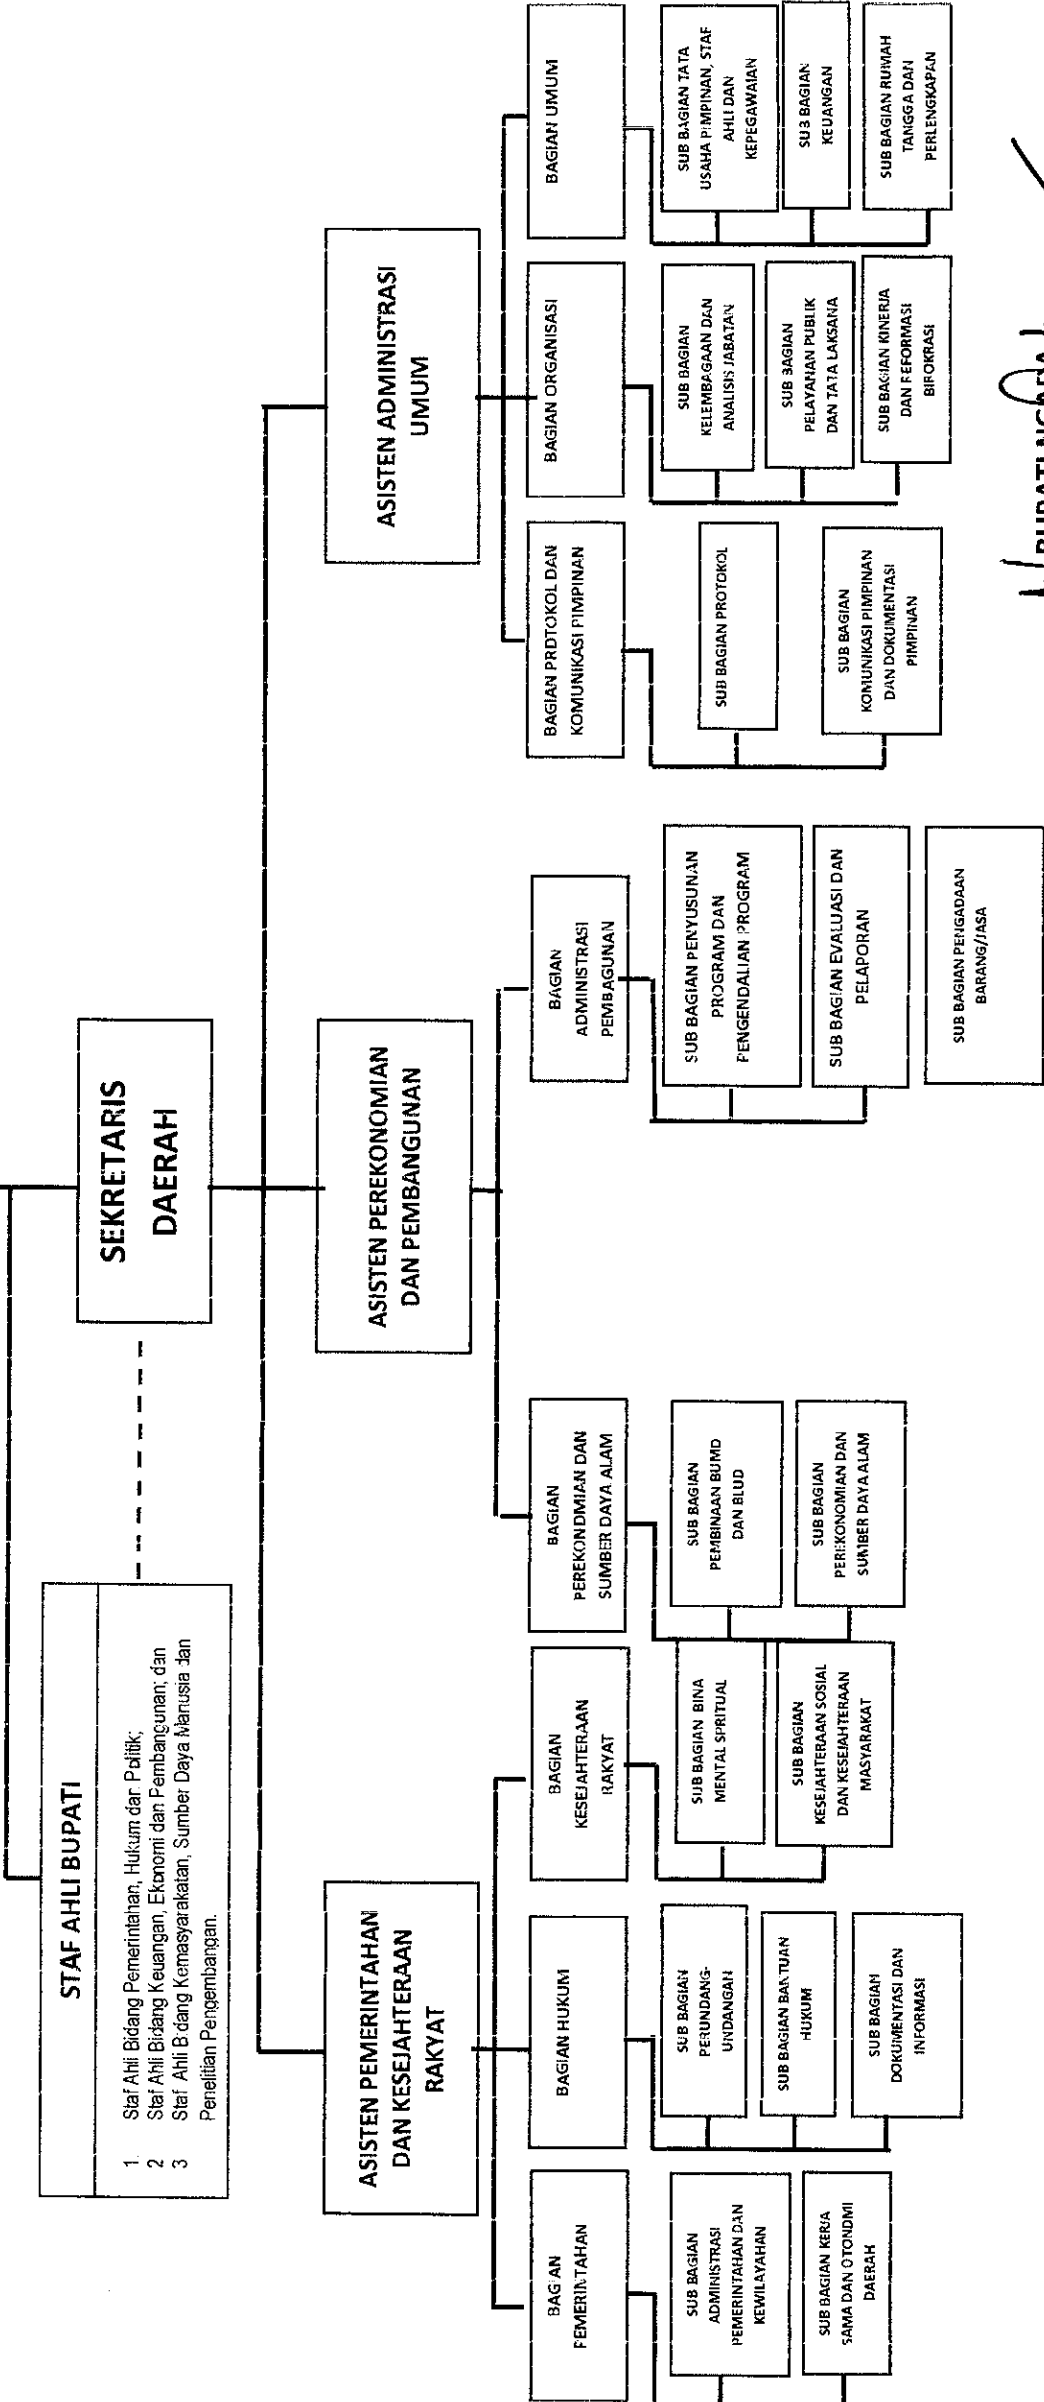 STAF AHLI BUPATI
1. Staf Ahli Bidang Pemerintahan, Hukum dan Politik;
2 Staf Ahli Bidang Keuangan, Ekonomi dan Pembangunan; dan
3 Staf Ahli Bidang Kemasyarakatan, Sumber Daya Manusia dan
Penelitian Pengembangan.
SEKRETARIS
DAERAH
ASISTEN PEMERINTAHAN
DAN KESEJAHTERAAN
RAKYAT
ASISTEN PEREKONOMIAN
DAN PEMBANGUNAN
ASISTEN ADMINISTRASI
UMUM
BAGIAN
PEMERINTAHAN
BAGIAN HUKUM
BAGIAN
KESEJAHTERAAN
RAKYAT
BAGIAN
PEREKONOMIAN DAN
SUMBER DAYA ALAM
BAGIAN
ADMINISTRASI
PEMBAGUNAN
BAGIAN PROTOKOL DAN
KOMUNIKASI PIMPINAN
BAGIAN ORGANISASI
BAGIAN UMUM
SUB BAGIAN
ADMINISTRASI
PEMERINTAHAN DAN
KEWILAYAHAN
SUB BAGIAN KERJA
SAMA DAN OTONOMI
DAERAH
SUB BAGIAN
PERUNDANG-
UNDANGAN
SUB BAGIAN BANTUAN
HUKUM
SUB BAGIAN
DOKUMENTASI DAN
INFORMASI
SUB BAGIAN BINA
MENTAL SPRITUAL
SUB BAGIAN
KESEJAHTERAAN SOSIAL
DAN KESEJAHTERAAN
MASYARAKAT
SUB BAGIAN
PEMBINAAN BUMD
DAN BLUD
SUB BAGIAN
PEREKONOMIAN DAN
SUMBER DAYA ALAM
SUB BAGIAN PENYUSUNAN
PROGRAM DAN
PENGENDALIAN PROGRAM
SUB BAGIAN EVALUASI DAN
PELAPORAN
SUB BAGIAN PENGADAAN
BARANG/JASA
SUB BAGIAN PROTOKOL
SUB BAGIAN
KOMUNIKASI PIMPINAN
DAN DOKUMENTASI
PIMPINAN
SUB BAGIAN
KELEMBAGAAN DAN
ANALISIS JABATAN
SUB BAGIAN
PELAYANAN PUBLIK
DAN TATA LAKSANA
SUB BAGIAN KINERJA
DAN REFORMASI
BIROKRASI
SUB BAGIAN TATA
USAHA PIMPINAN, STAF
AHLI DAN
KEPEGAWAIAN
SUB BAGIAN
KEUANGAN
SUB BAGIAN RUMAH
TANGGA DAN
PERLENGKAPAN
BUPATI NGADA